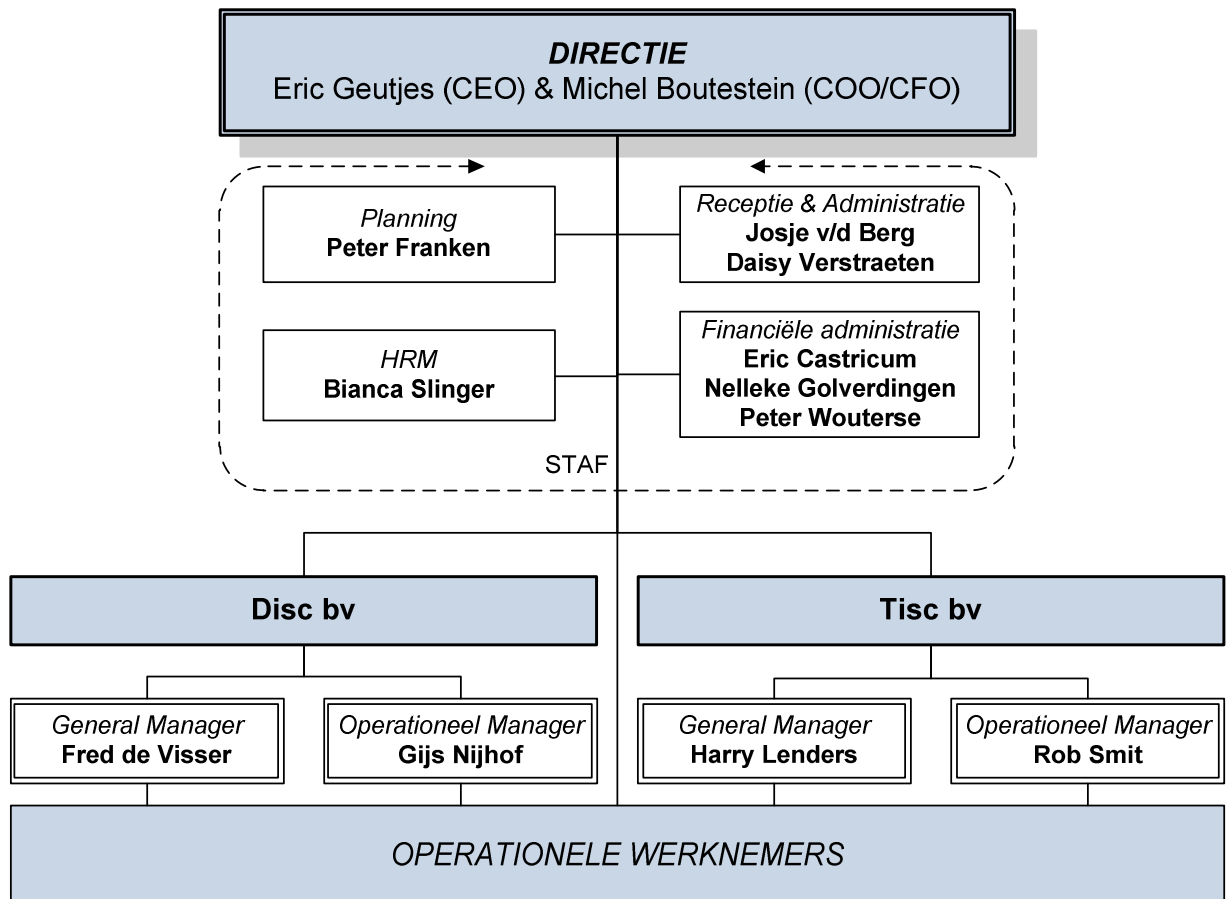 DIRECTIE
Eric Geutjes (CEO) & Michel Boutestein (COO/CFO)
Planning
Peter Franken
Receptie & Administratie
Josje v/d Berg
Daisy Verstraeten
HRM
Bianca Slinger
Financiële administratie
Eric Castricum
Nelleke Golverdingen
Peter Wouterse
STAF
Disc bv
Tisc bv
General Manager
Fred de Visser
Operationeel Manager
Gijs Nijhof
General Manager
Harry Lenders
Operationeel Manager
Rob Smit
OPERATIONELE WERKNEMERS